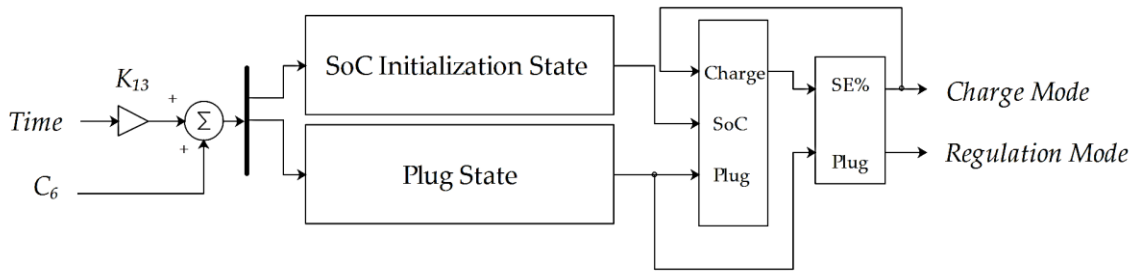 K13
Time
+
+
Σ
C6
SoC Initialization State
Plug State
Charge
SoC
Plug
SE%
Plug
Charge Mode
Regulation Mode